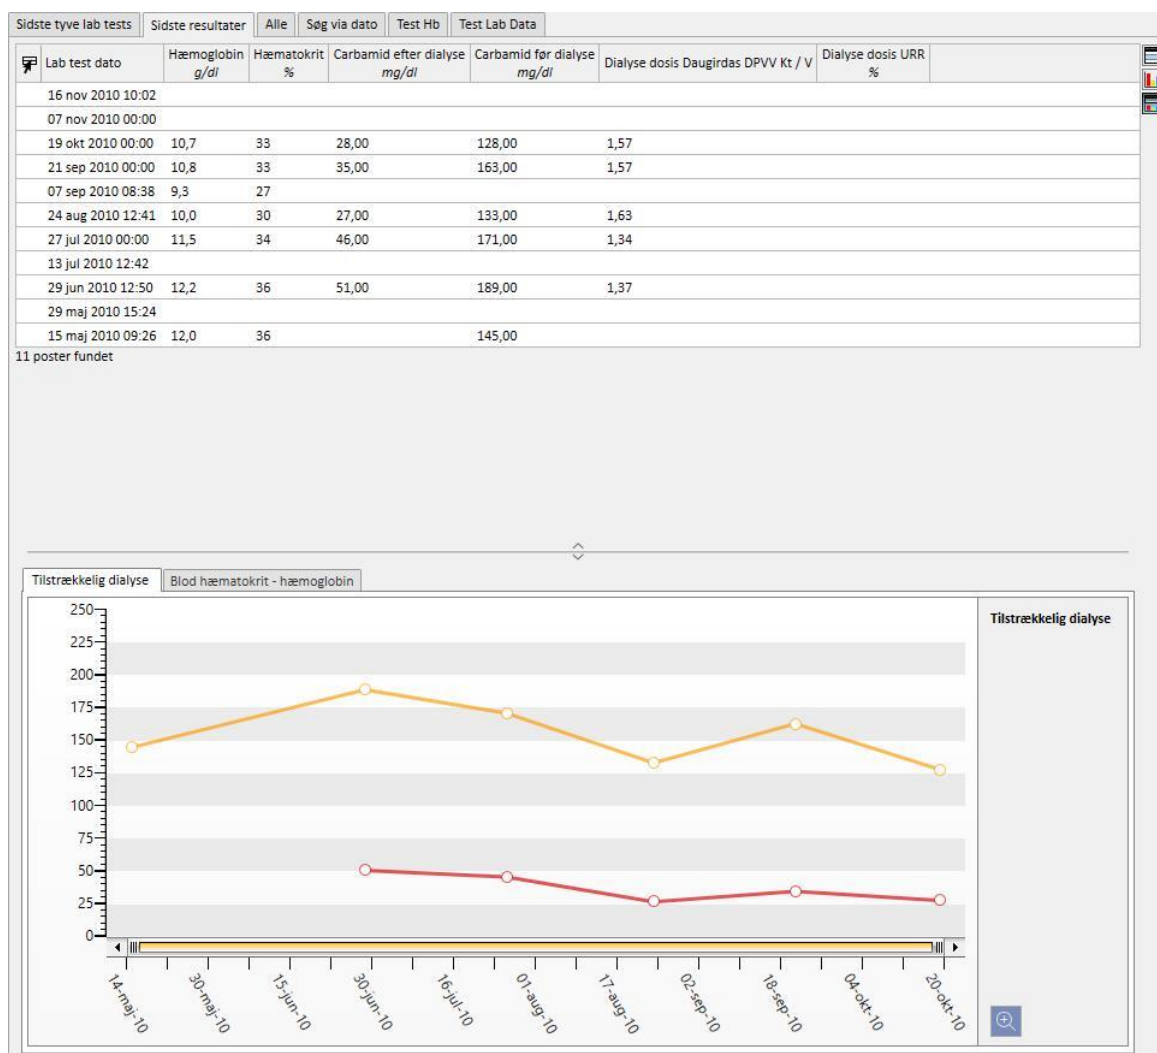 Sidste tyve lab tests Sidste resultater Alle Søg via dato Test Hb Test Lab Data
Lab test dato Hæmoglobin g/dl Hæmatokrit % Carbamid efter dialyse mg/dl Carbamid før dialyse mg/dl Dialyse dosis Daugirdas DPVV Kt / V Dialyse dosis URR %
16 nov 2010 10:02
07 nov 2010 00:00
19 okt 2010 00:00 10,7 33 28,00 128,00 1,57
21 sep 2010 00:00 10,8 33 35,00 163,00 1,57
07 sep 2010 08:38 9,3 27
24 aug 2010 12:41 10,0 30 27,00 133,00 1,63
27 jul 2010 00:00 11,5 34 46,00 171,00 1,34
13 jul 2010 12:42
29 jun 2010 12:50 12,2 36 51,00 189,00 1,37
29 maj 2010 15:24
15 maj 2010 09:26 12,0 36 145,00
11 poster fundet
Tilstrækkelig dialyse Blod hæmatokrit - hæmoglobin
Tilstrækkelig dialyse
250
225
200
175
150
125
100
75
50
25
0
14-maj-10 30-maj-10 15-jun-10 30-jun-10 16-jul-10 01-aug-10 17-aug-10 02-sep-10 18-sep-10 04-okt-10 20-okt-10